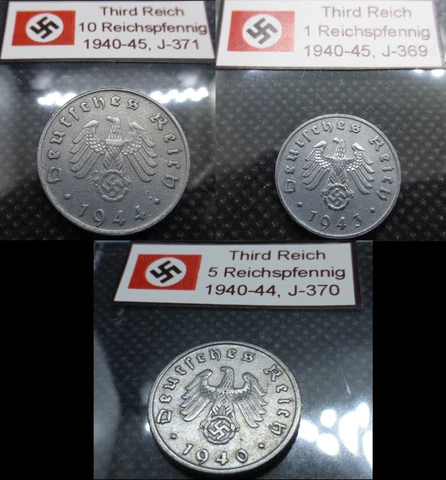 Third Reich
10 Reichspfennig
1940-45, J-371
Deutsches Reich
1944
Third Reich
1 Reichspfennig
1940-45, J-369
Deutsches Reich
1943
Third Reich
5 Reichspfennig
1940-44, J-370
Deutsches Reich
1940